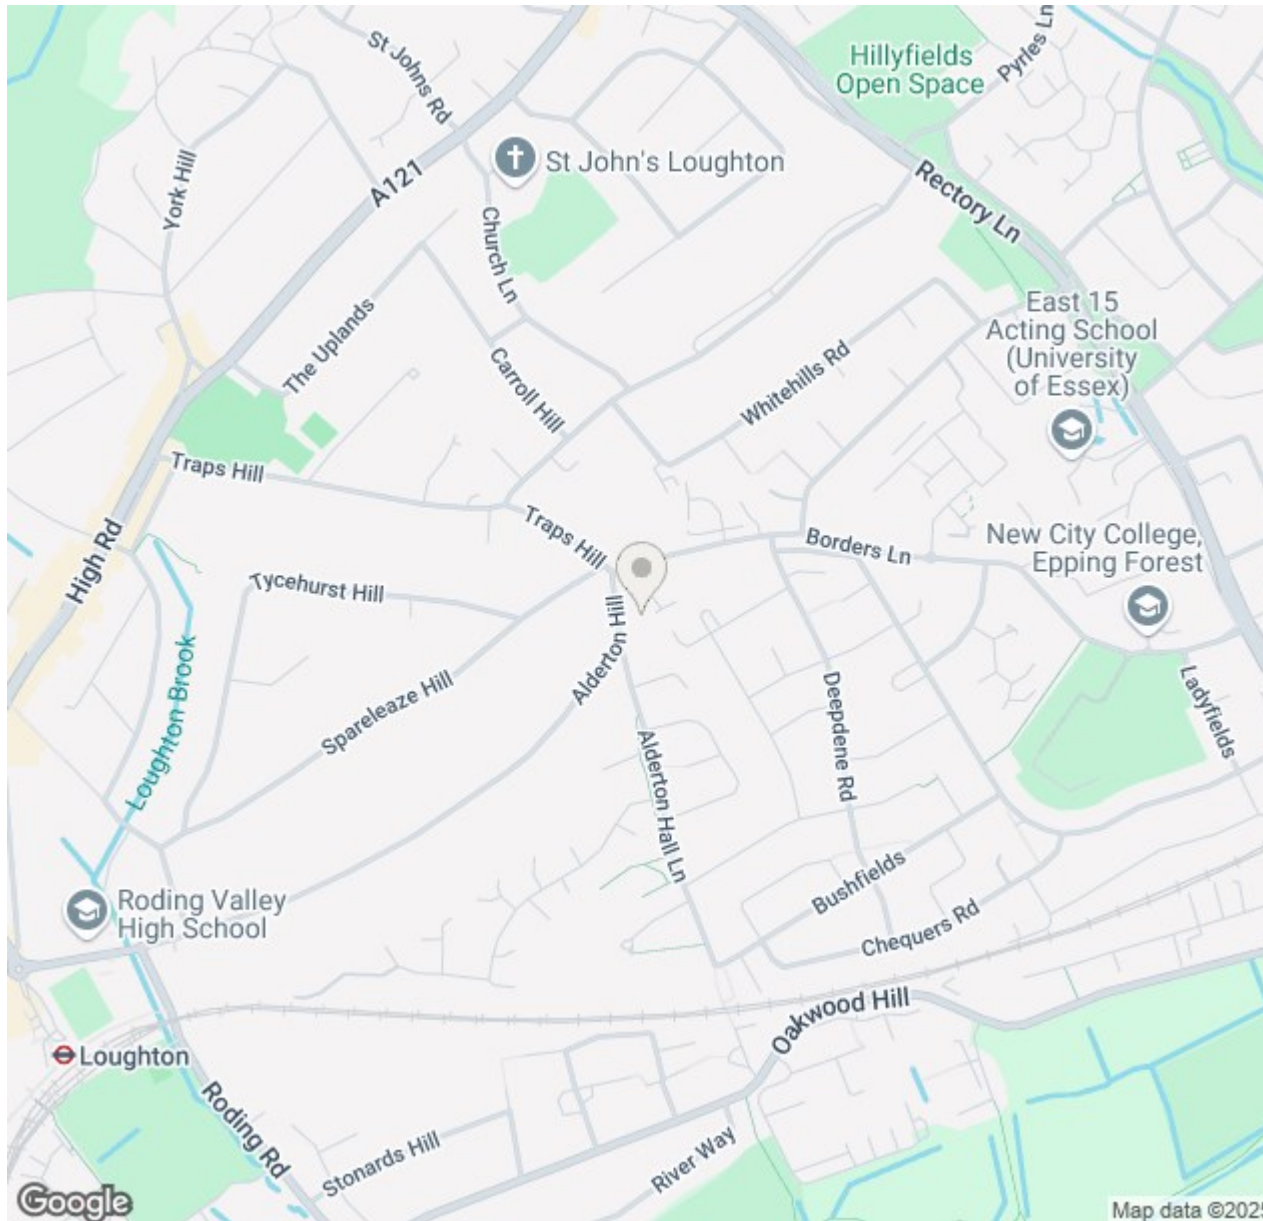 St Johns Rd
Hillyfields
Open Space
Pyrles Ln
St John's Loughton
York Hill
A121
Church Ln
Rectory Ln
East 15
Acting School
(University
of Essex)
The Uplands
Carroll Hill
Whitehills Rd
Traps Hill
Traps Hill
High Rd
Borders Ln
New City College,
Epping Forest
Tycehurst Hill
Alderton Hill
Loughton Brook
Spareleaze Hill
Deepdene Rd
Ladyfields
Alderton Hall Ln
Bushfields
Roding Valley
High School
Chequers Rd
Oakwood Hill
Loughton
Roding Rd
Stonards Hill
River Way
Google
Map data ©2025